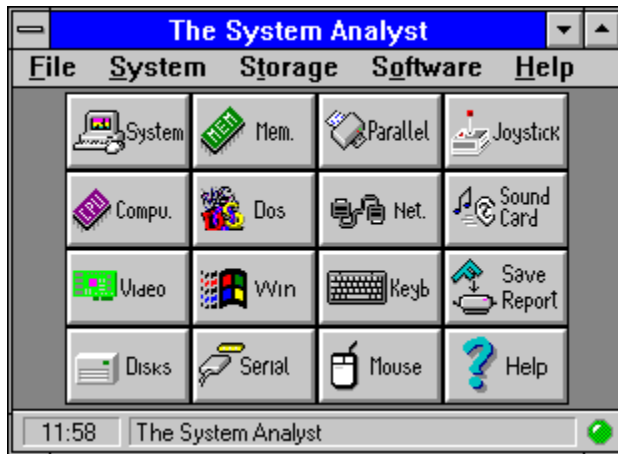 The System Analyst
File System Storage Software Help
System Mem. Parallel Joystick
Compu. Dos Net. Sound Card
Video Win Keyb Save Report
Disks Serial Mouse Help
11:58 The System Analyst